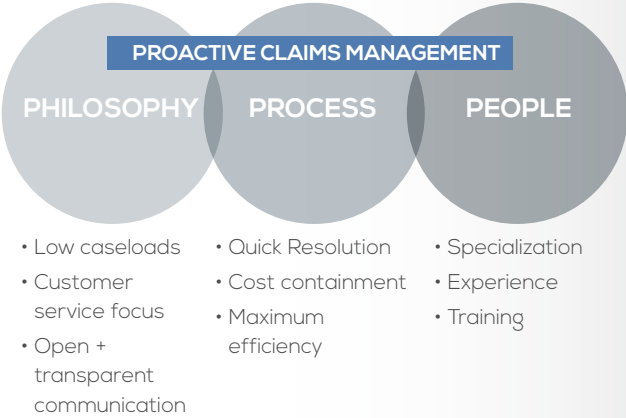 PROACTIVE CLAIMS MANAGEMENT
PHILOSOPHY
PROCESS
PEOPLE
• Low caseloads
• Customer
service focus
• Open +
transparent
communication
• Quick Resolution
• Cost containment
• Maximum
efficiency
• Specialization
• Experience
• Training